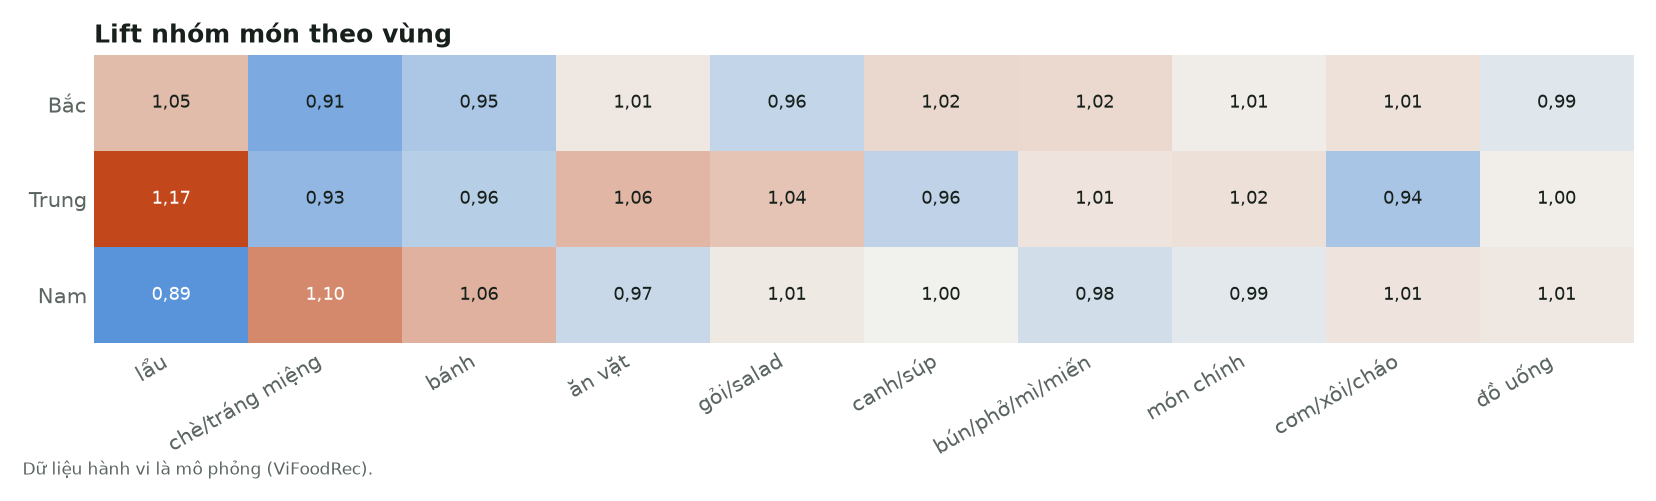 Lift nhóm món theo vùng
Bắc 1,05 0,91 0,95 1,01 0,96 1,02 1,02 1,01 1,01 0,99
Trung 1,17 0,93 0,96 1,06 1,04 0,96 1,01 1,02 0,94 1,00
Nam 0,89 1,10 1,06 0,97 1,01 1,00 0,98 0,99 1,01 1,01
lẩu chè/tráng miệng bánh ăn vặt gỏi/salad canh/súp bún/phở/mì/miến món chính cơm/xôi/cháo đồ uống
Dữ liệu hành vi là mô phỏng (ViFoodRec).